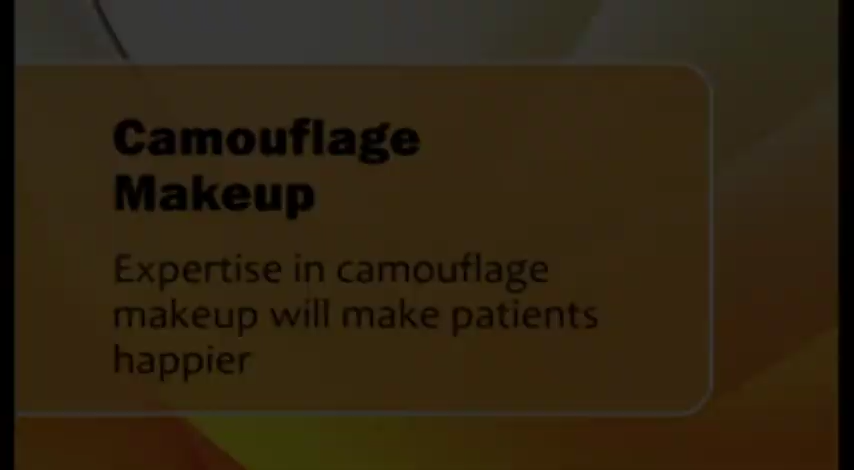 Camouflage
Makeup
Expertise in camouflage
makeup will make patients
happier